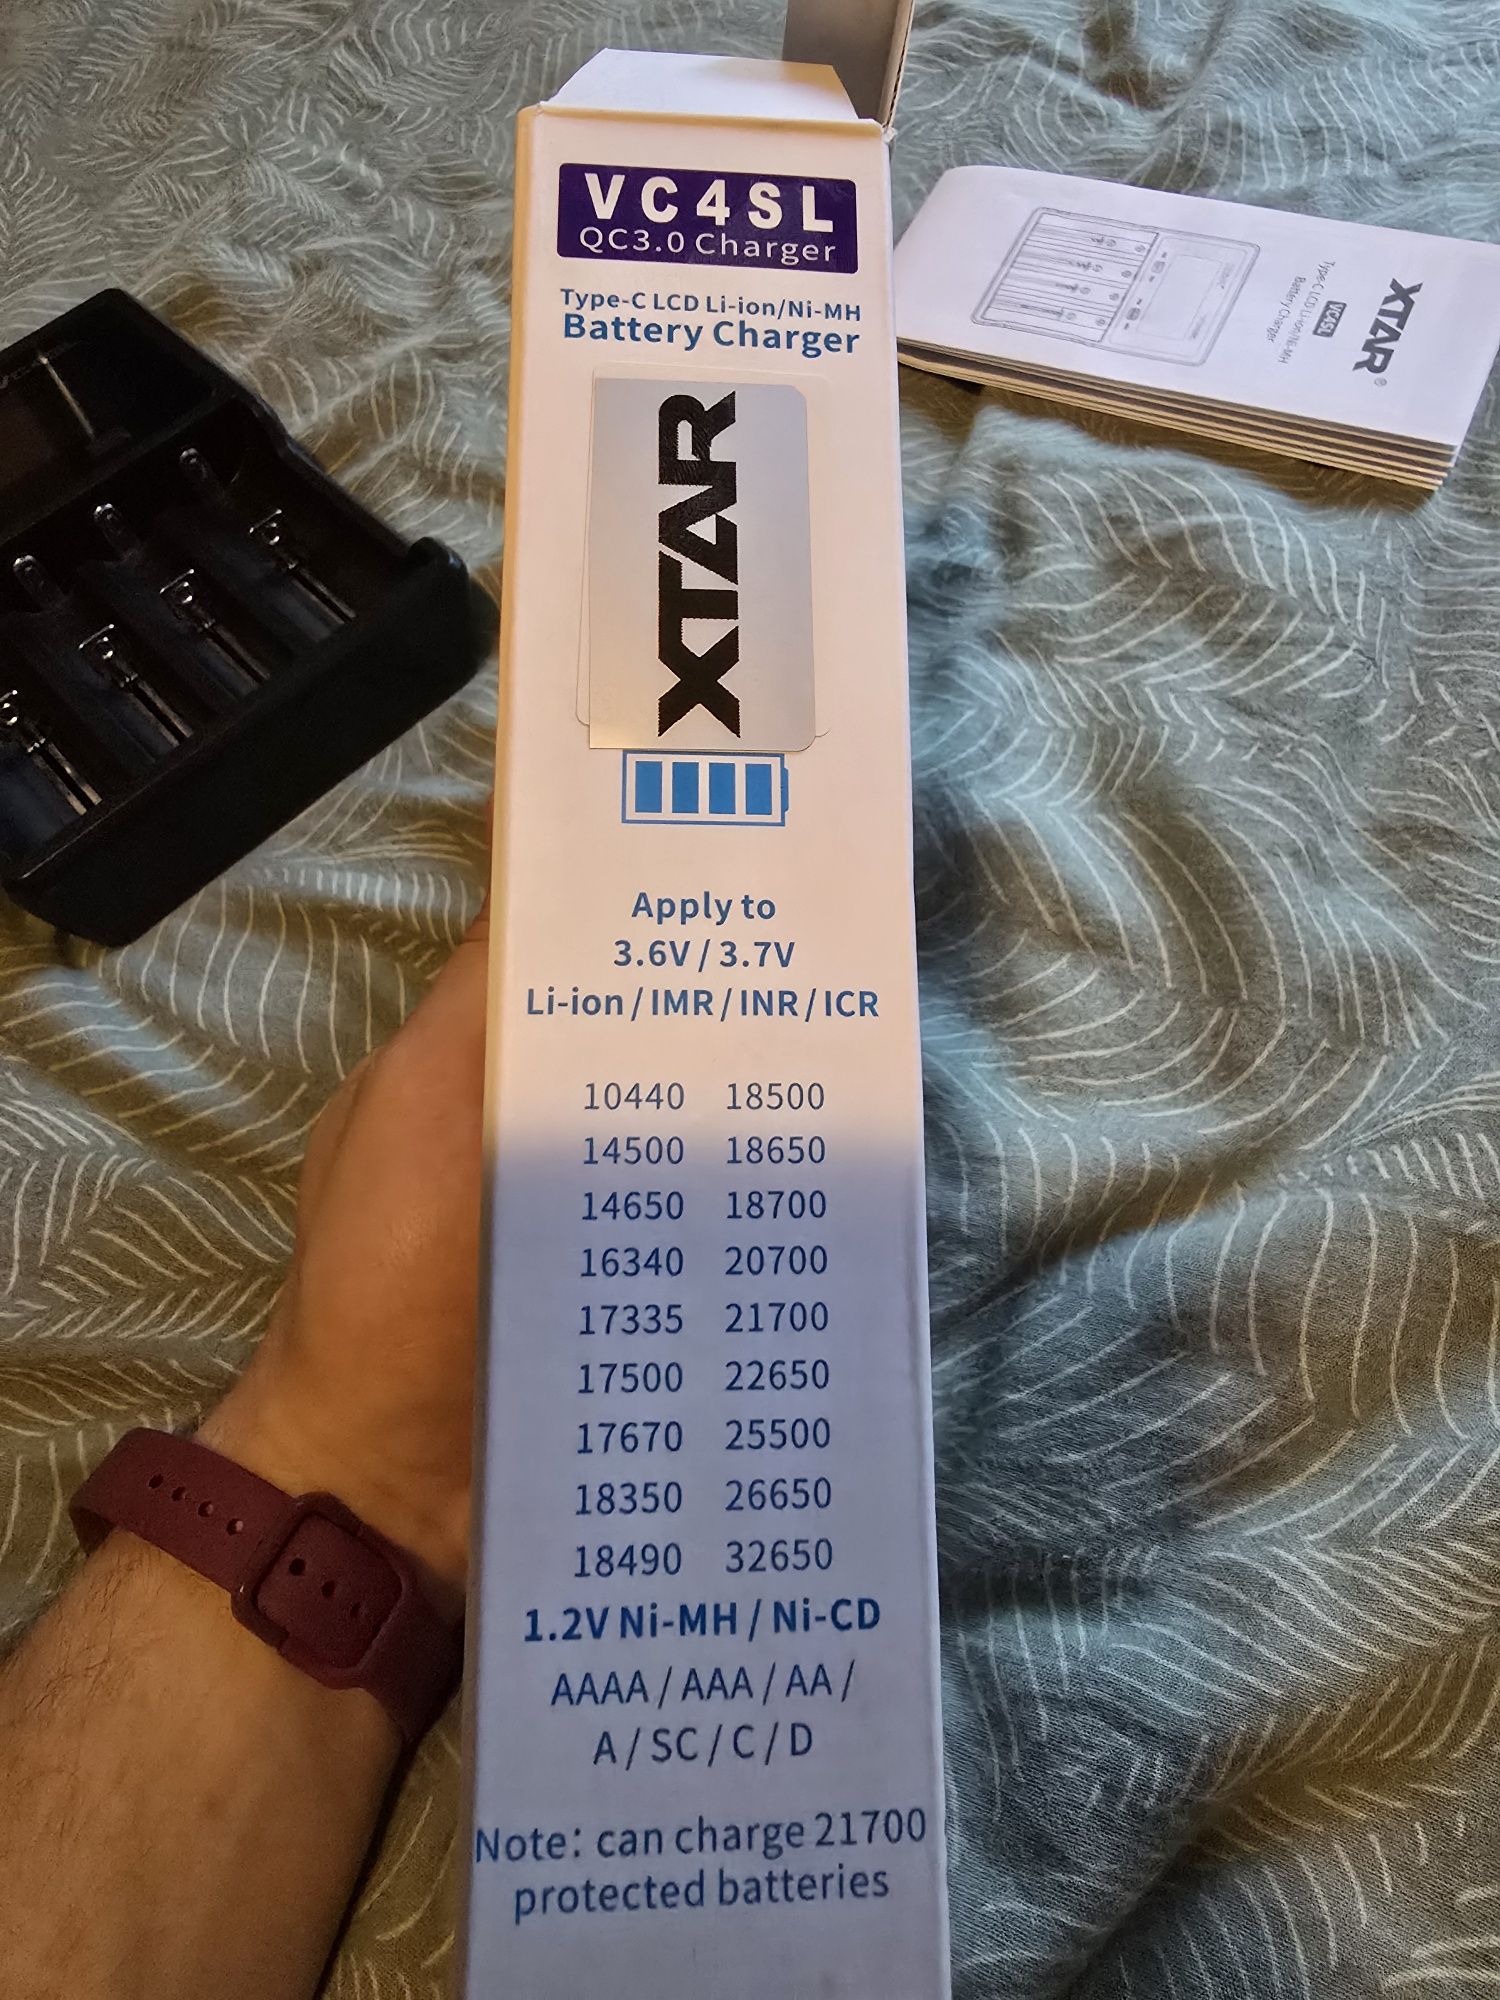 VC4SL
QC3.0 Charger
Type-C LCD Li-ion/Ni-MH
Battery Charger
XTAR
Apply to
3.6V / 3.7V
Li-ion / IMR / INR / ICR
10440 18500
14500 18650
14650 18700
16340 20700
17335 21700
17500 22650
17670 25500
18350 26650
18490 32650
1.2V Ni-MH / Ni-CD
AAAA / AAA / AA /
A / SC / C / D
Note: can charge 21700
protected batteries
XTAR®
VC4SL
Type-C LCD Li-ion/Ni-MH
Battery Charger